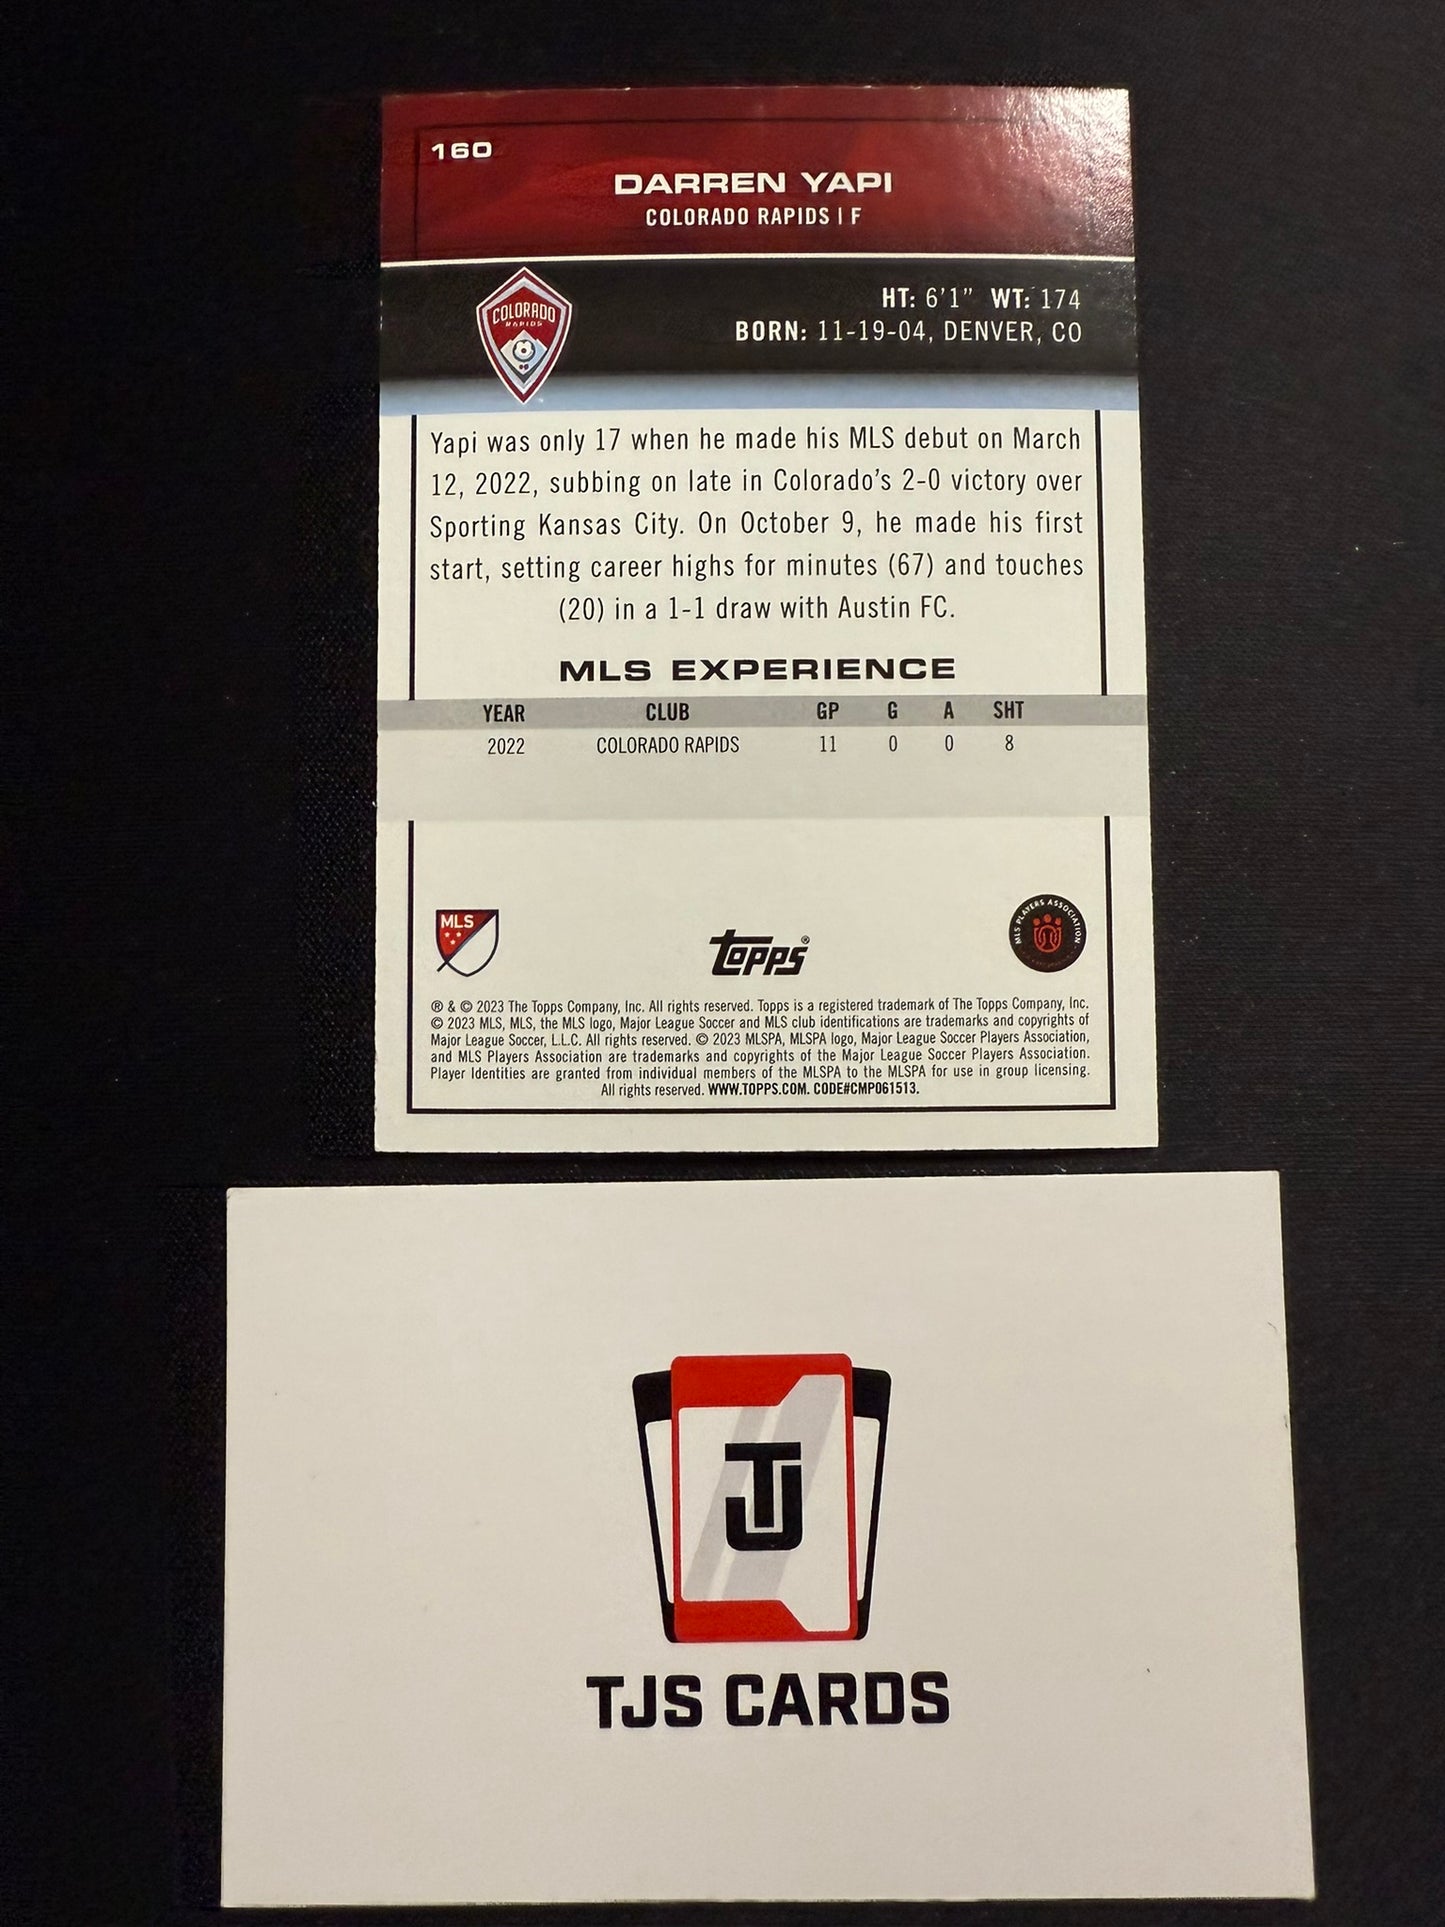 160
DARREN YAPI
COLORADO RAPIDS | F
COLORADO
RAPIDS
HT: 6'1" WT: 174
BORN: 11-19-04, DENVER, CO
Yapi was only 17 when he made his MLS debut on March
12, 2022, subbing on late in Colorado's 2-0 victory over
Sporting Kansas City. On October 9, he made his first
start, setting career highs for minutes (67) and touches
(20) in a 1-1 draw with Austin FC.
MLS EXPERIENCE
YEAR CLUB GP G A SHT
2022 COLORADO RAPIDS 11 0 0 8
MLS
topps®
MLS PLAYERS ASSOCIATION
® & © 2023 The Topps Company, Inc. All rights reserved. Topps is a registered trademark of The Topps Company, Inc.
© 2023 MLS, MLS, the MLS logo, Major League Soccer and MLS club identifications are trademarks and copyrights of
Major League Soccer, L.L.C. All rights reserved. © 2023 MLSPA, MLSPA logo, Major League Soccer Players Association,
and MLS Players Association are trademarks and copyrights of the Major League Soccer Players Association.
Player Identities are granted from individual members of the MLSPA to the MLSPA for use in group licensing.
All rights reserved. WWW.TOPPS.COM. CODE#CMP061513.
TJ
TJS CARDS